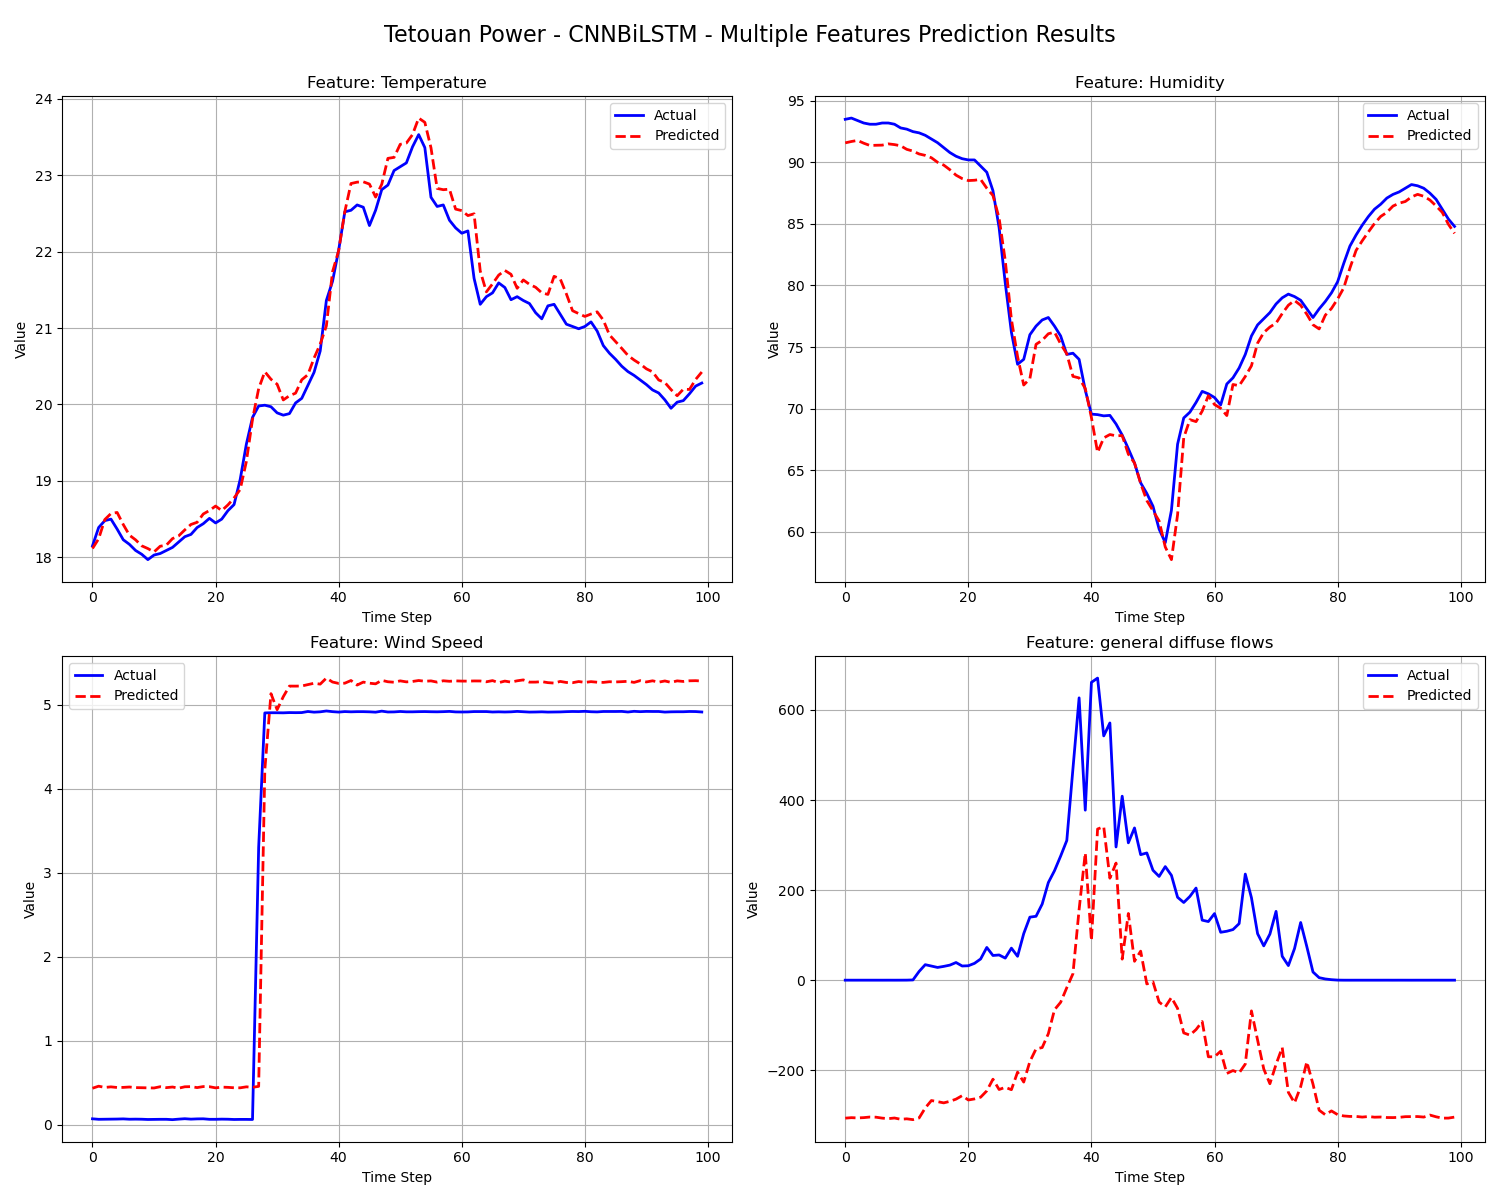 Tetouan Power - CNNBiLSTM - Multiple Features Prediction Results
Feature: Temperature
24
23
22
21
20
19
18
Value
0 20 40 60 80 100
Time Step
Actual
Predicted
Feature: Humidity
95
90
85
80
75
70
65
60
Value
0 20 40 60 80 100
Time Step
Actual
Predicted
Feature: Wind Speed
5
4
3
2
1
0
Value
0 20 40 60 80 100
Time Step
Actual
Predicted
Feature: general diffuse flows
600
400
200
0
−200
Value
0 20 40 60 80 100
Time Step
Actual
Predicted